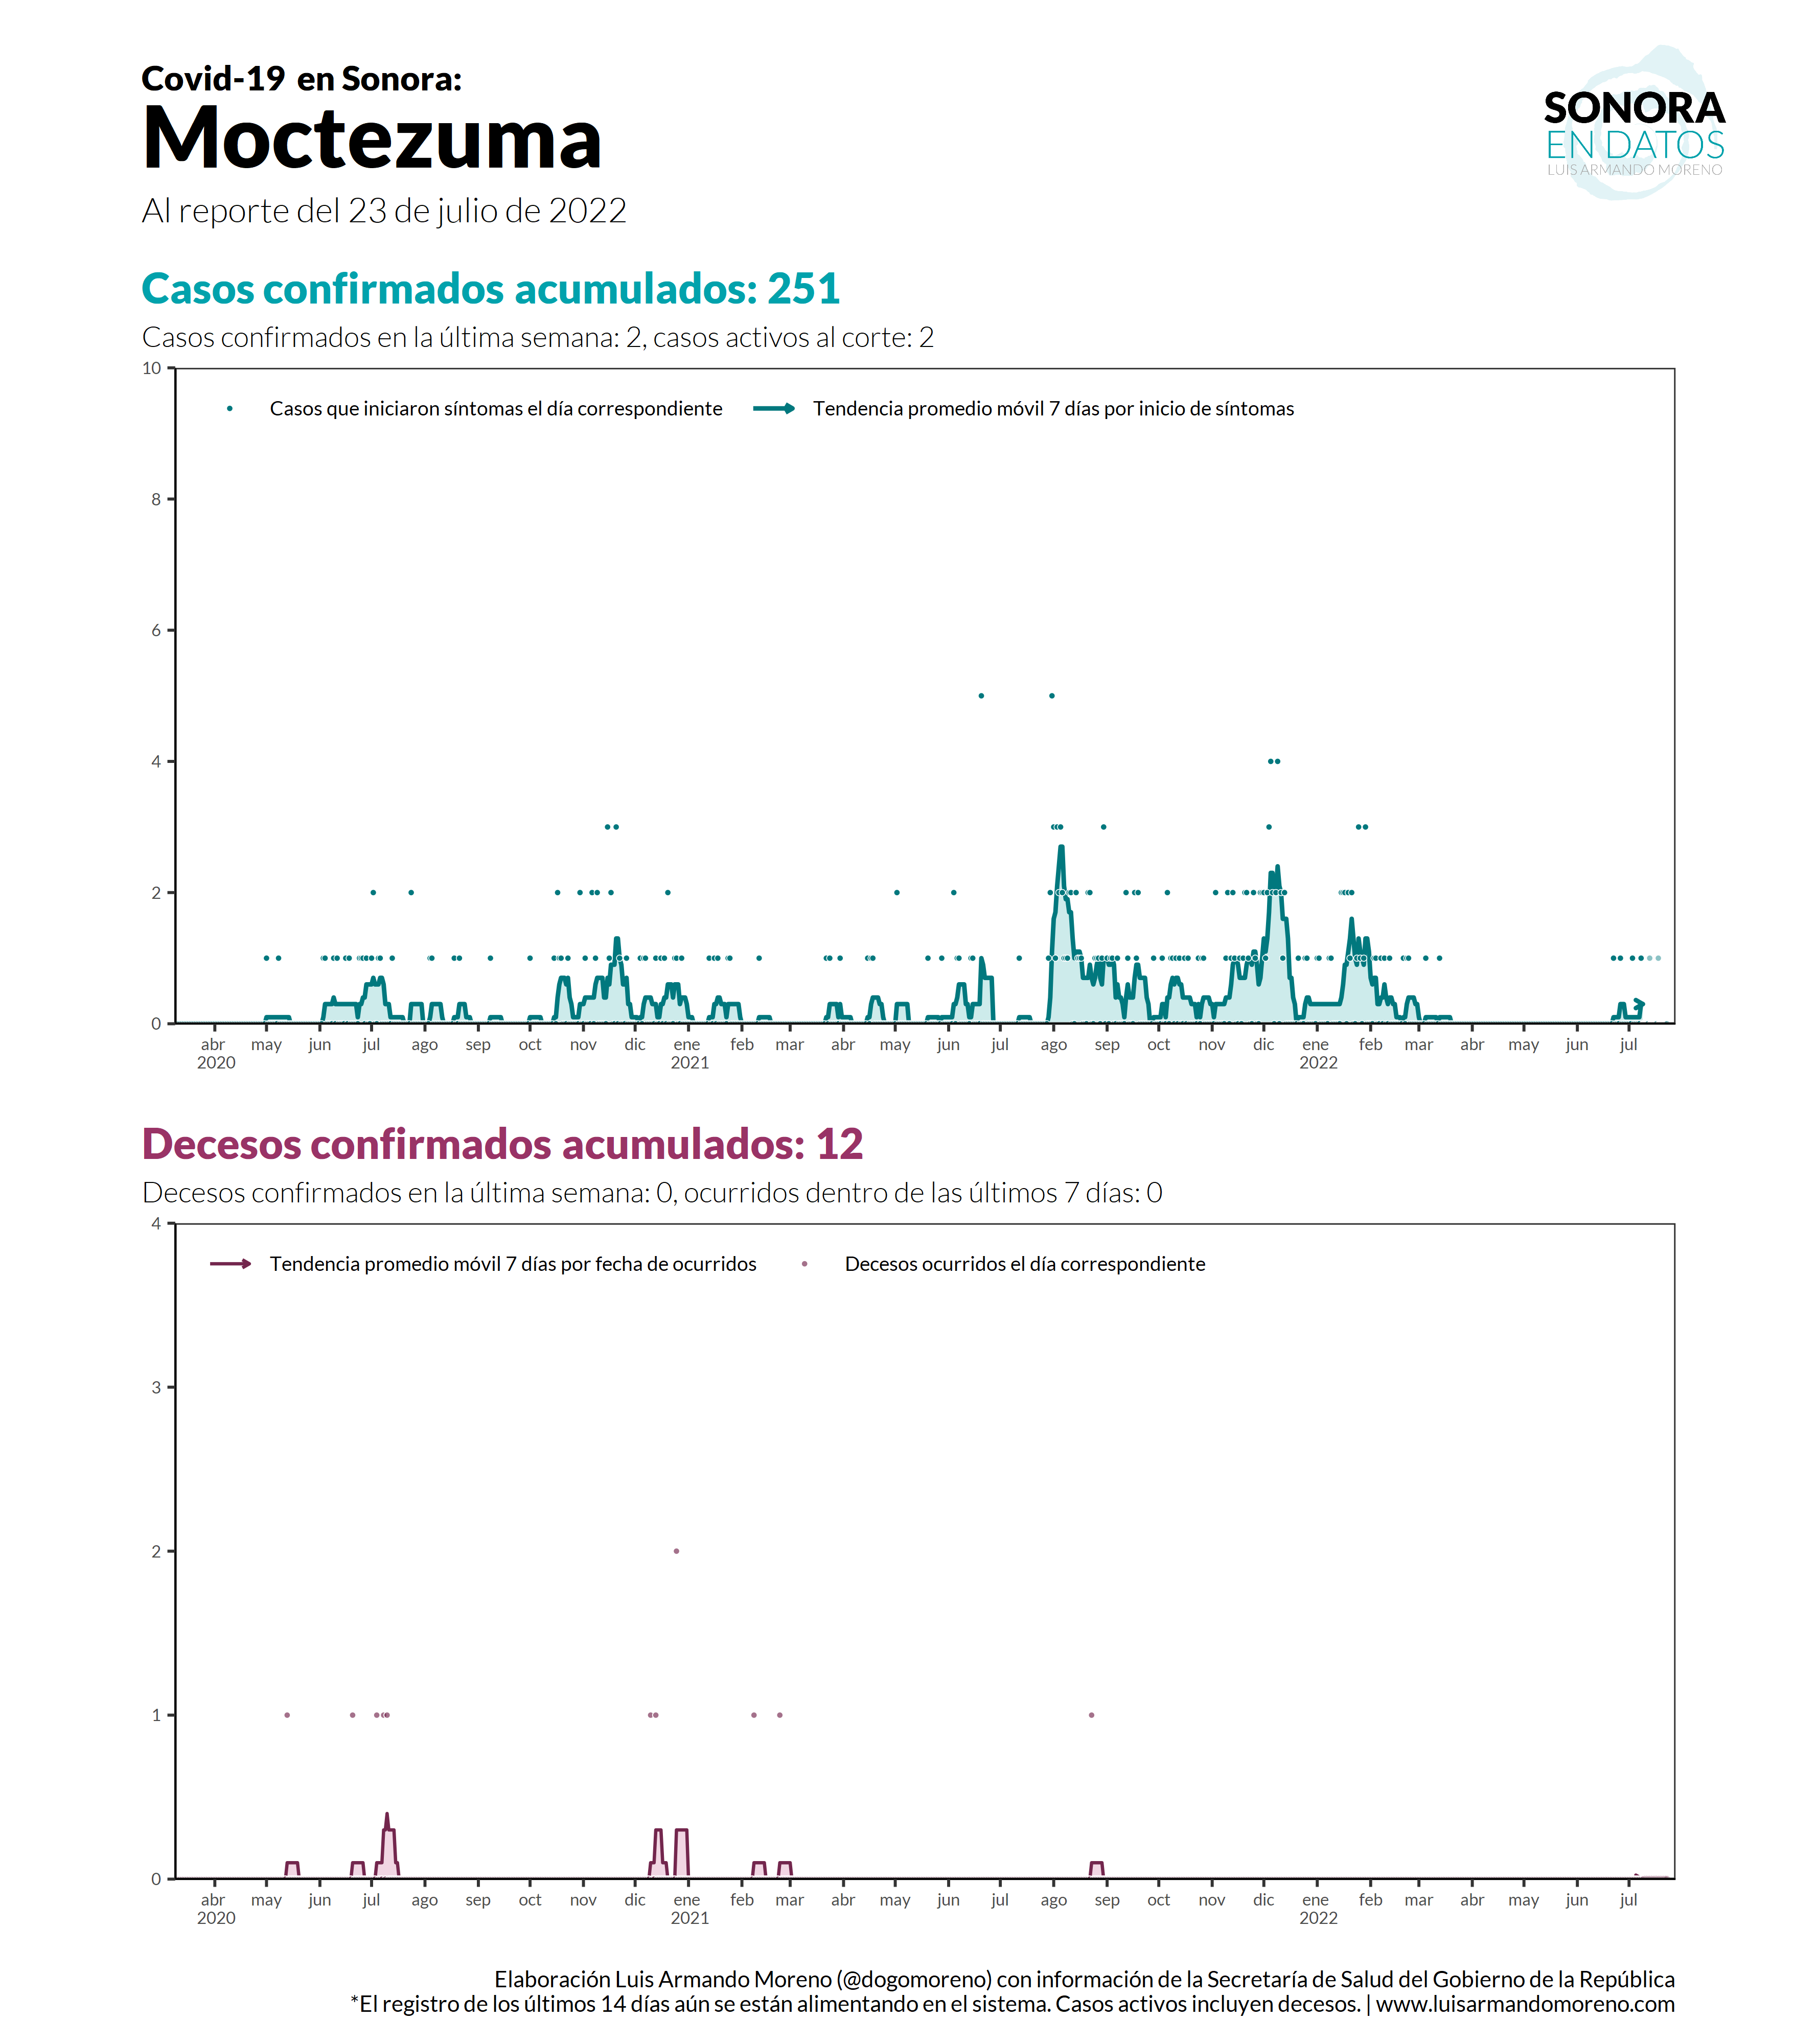 Covid-19 en Sonora:
Moctezuma
Al reporte del 23 de julio de 2022
SONORA
EN DATOS
LUIS ARMANDO MORENO
Casos confirmados acumulados: 251
Casos confirmados en la última semana: 2, casos activos al corte: 2
Casos que iniciaron síntomas el día correspondiente
Tendencia promedio móvil 7 días por inicio de síntomas
10
8
6
4
2
0
abr may jun jul ago sep oct nov dic ene feb mar abr may jun jul ago sep oct nov dic ene feb mar abr may jun jul
2020 2021 2022
Decesos confirmados acumulados: 12
Decesos confirmados en la última semana: 0, ocurridos dentro de las últimos 7 días: 0
Tendencia promedio móvil 7 días por fecha de ocurridos
Decesos ocurridos el día correspondiente
4
3
2
1
0
abr may jun jul ago sep oct nov dic ene feb mar abr may jun jul ago sep oct nov dic ene feb mar abr may jun jul
2020 2021 2022
Elaboración Luis Armando Moreno (@dogomoreno) con información de la Secretaría de Salud del Gobierno de la República
*El registro de los últimos 14 días aún se están alimentando en el sistema. Casos activos incluyen decesos. | www.luisarmandomoreno.com